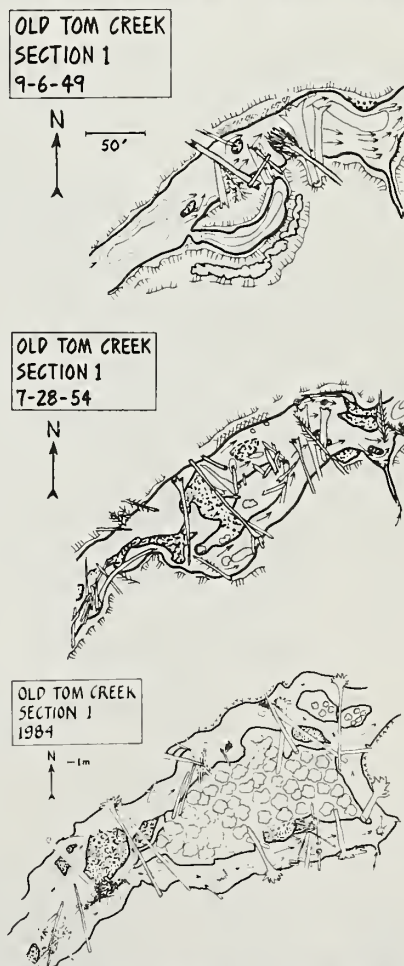 OLD TOM CREEK
SECTION 1
9-6-49
N
50'
OLD TOM CREEK
SECTION 1
7-28-54
N
OLD TOM CREEK
SECTION 1
1984
N
1m